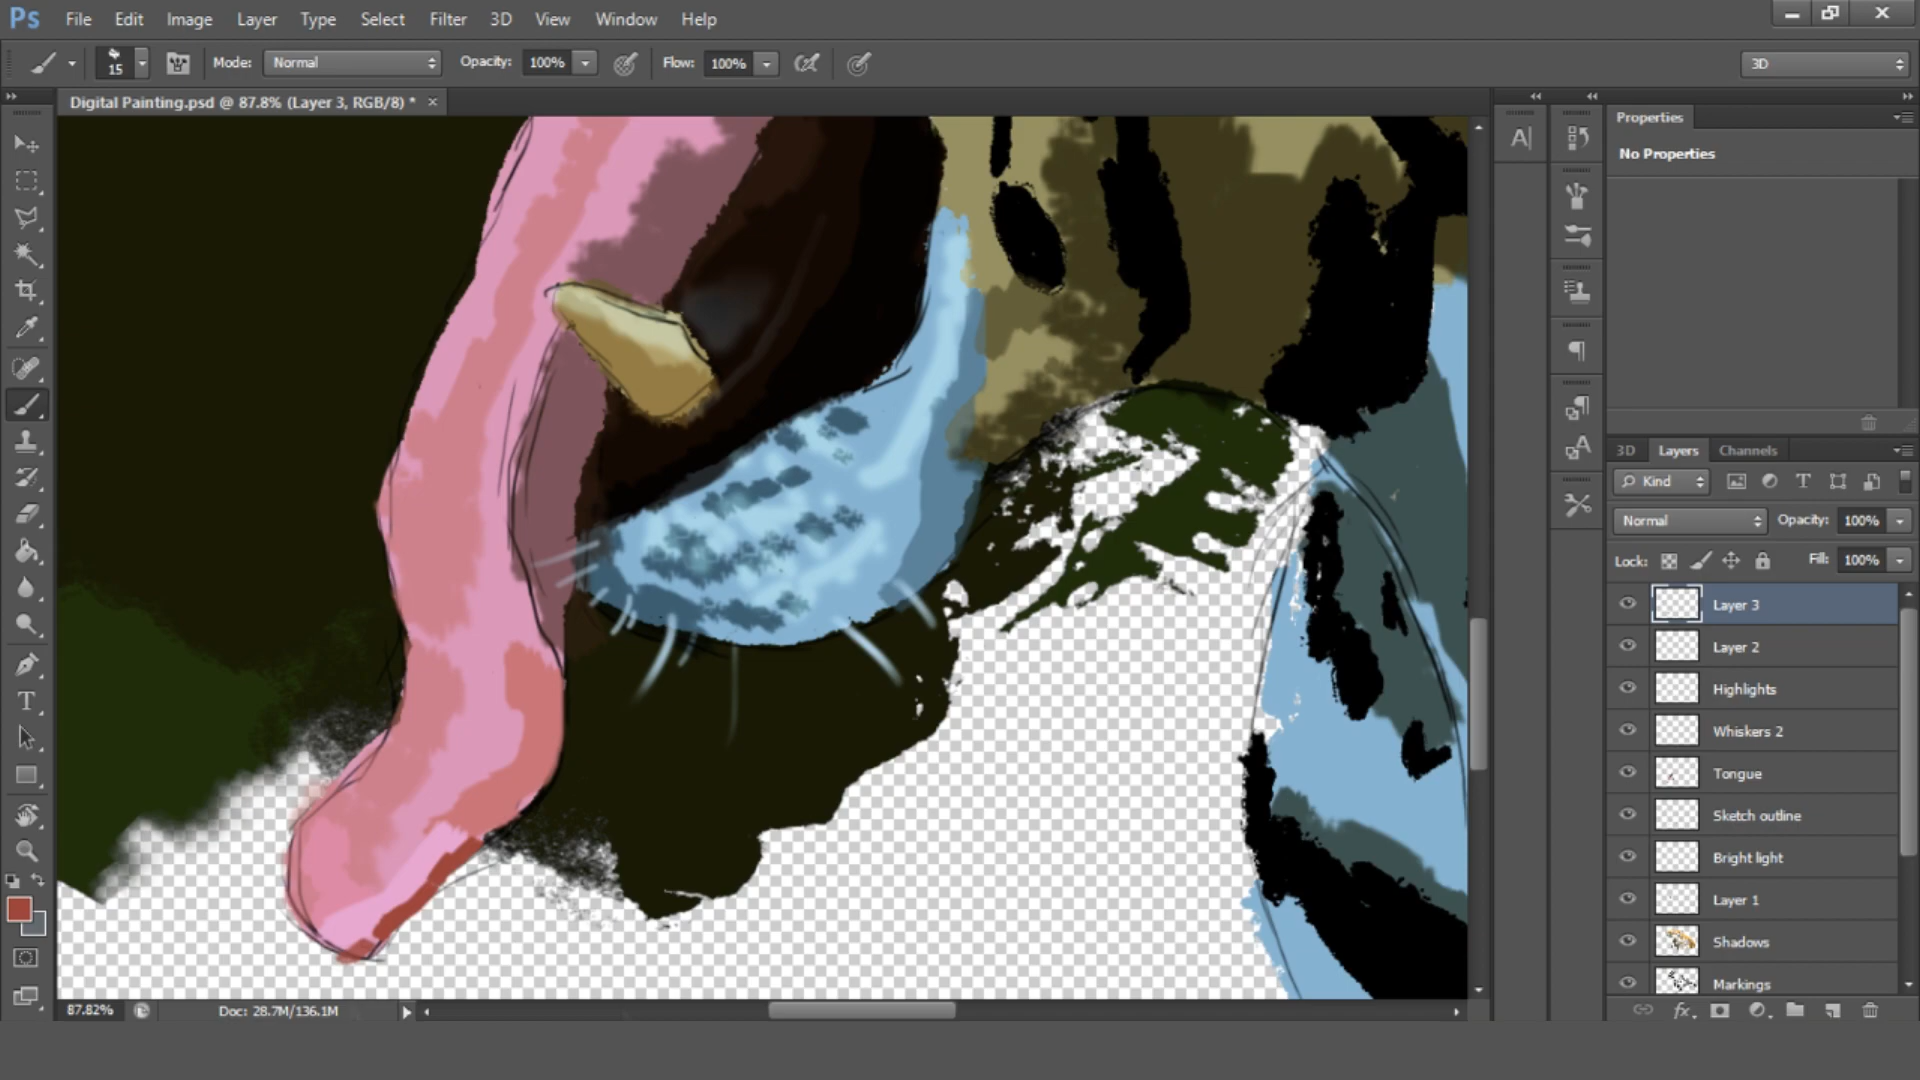 Ps File Edit Image Layer Type Select Filter 3D View Window Help
15 Mode: Normal Opacity: 100% Flow: 100% 3D
Digital Painting.psd @ 87.8% (Layer 3, RGB/8) * ×
Properties
No Properties
3D Layers Channels
Kind
Normal Opacity: 100%
Lock: Fill: 100%
Layer 3
Layer 2
Highlights
Whiskers 2
Tongue
Sketch outline
Bright light
Layer 1
Shadows
Markings
87.82% Doc: 28.7M/136.1M